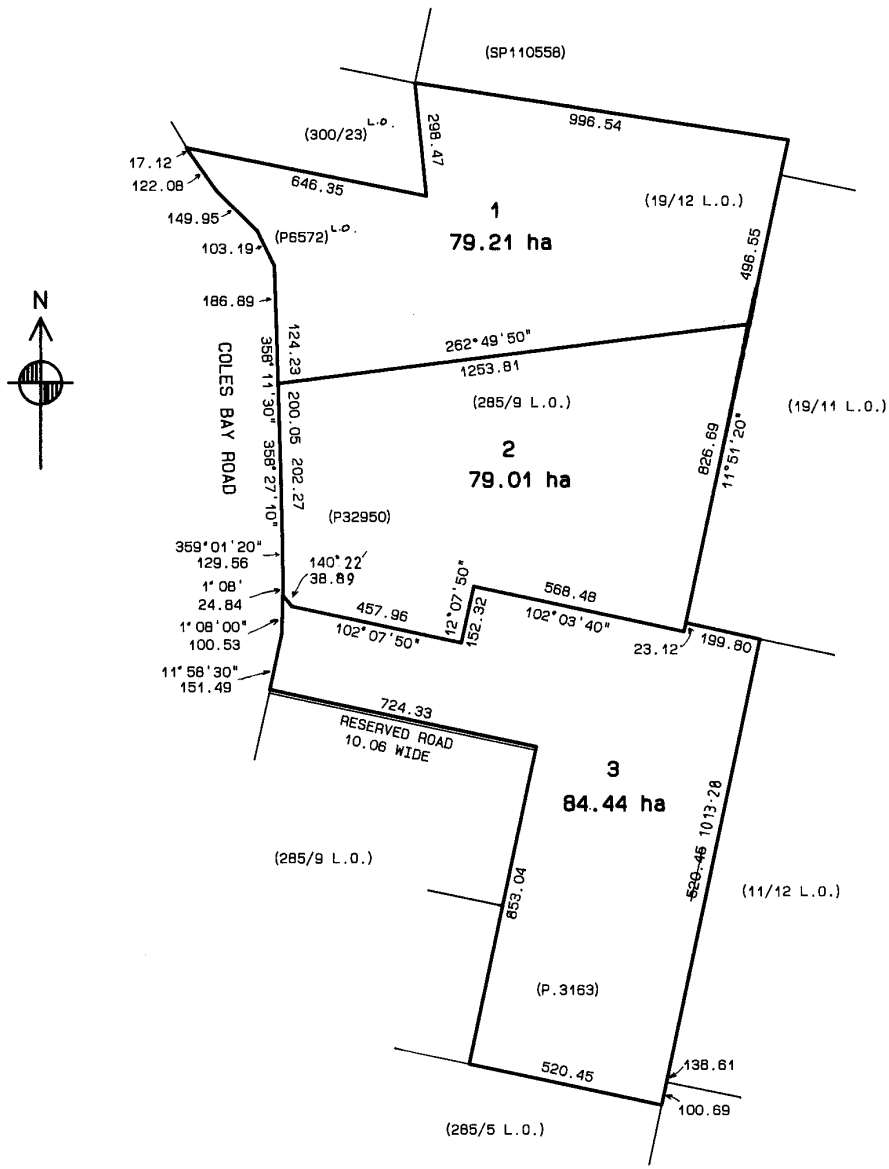 (SP110558)
996.54
(300/23) L.O.
298.47
17.12
122.08
646.35
149.95
(P6572) L.O.
103.19
1
79.21 ha
(19/12 L.O.)
496.55
186.89
N
124.23
358° 11'30"
262°49'50"
1253.81
COLES BAY ROAD
200.05
(285/9 L.O.)
(19/11 L.O.)
2
79.01 ha
826.69
11°51'20"
358°27'10"
202.27
(P32950)
359°01'20"
129.56
140°22'
38.89
1°08'
24.84
457.96
102°07'50"
12°07'50"
152.32
568.48
102°03'40"
1°08'00"
100.53
23.12
199.80
11°58'30"
151.49
724.33
RESERVED ROAD
10.06 WIDE
3
84.44 ha
520.45 1013.28
(285/9 L.O.)
853.04
(11/12 L.O.)
(P.3163)
138.61
520.45
100.69
(285/5 L.O.)